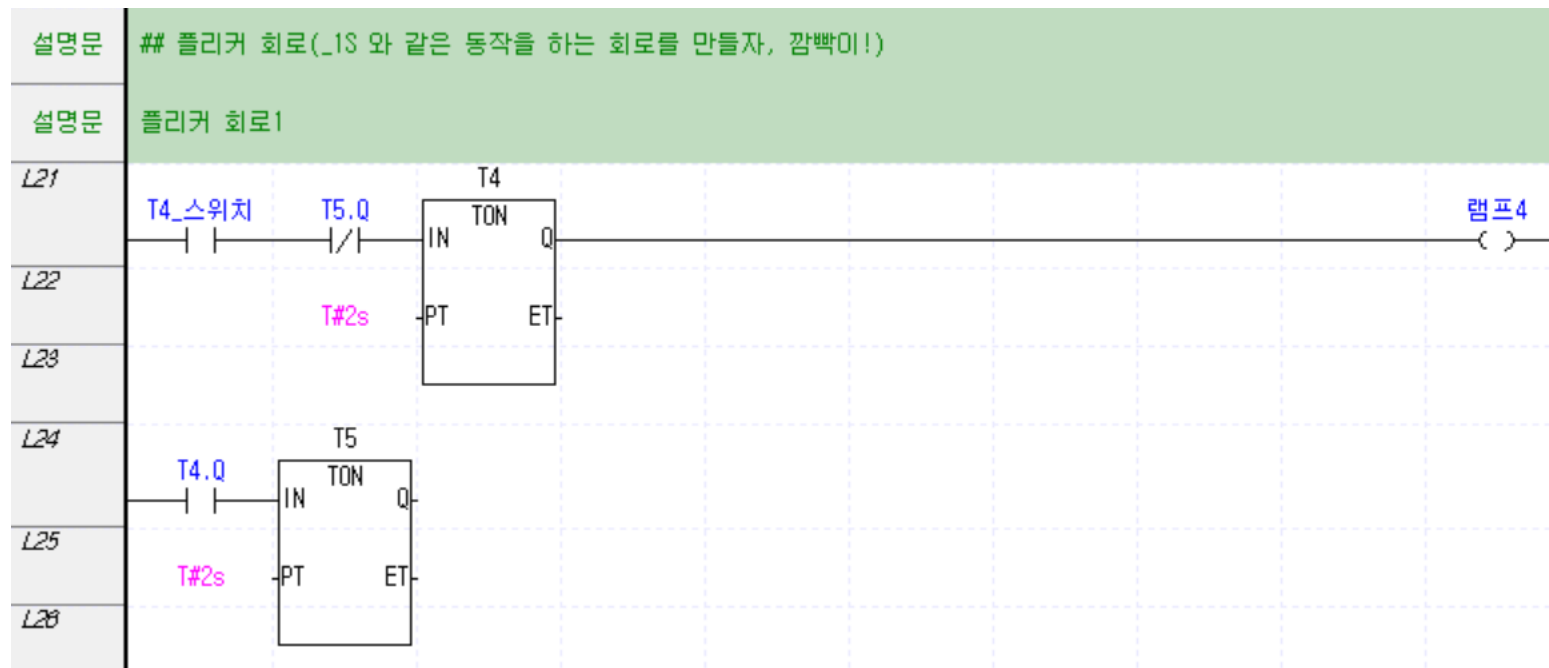 설명문 ## 플리커 회로(_1S 와 같은 동작을 하는 회로를 만들자, 깜빡이!)
설명문 플리커 회로1
L21 T4
T4_스위치 T5.Q TON 램프4
IN Q
L22
T#2s PT ET
L23
L24 T5
T4.Q TON
IN Q
L25
T#2s PT ET
L26